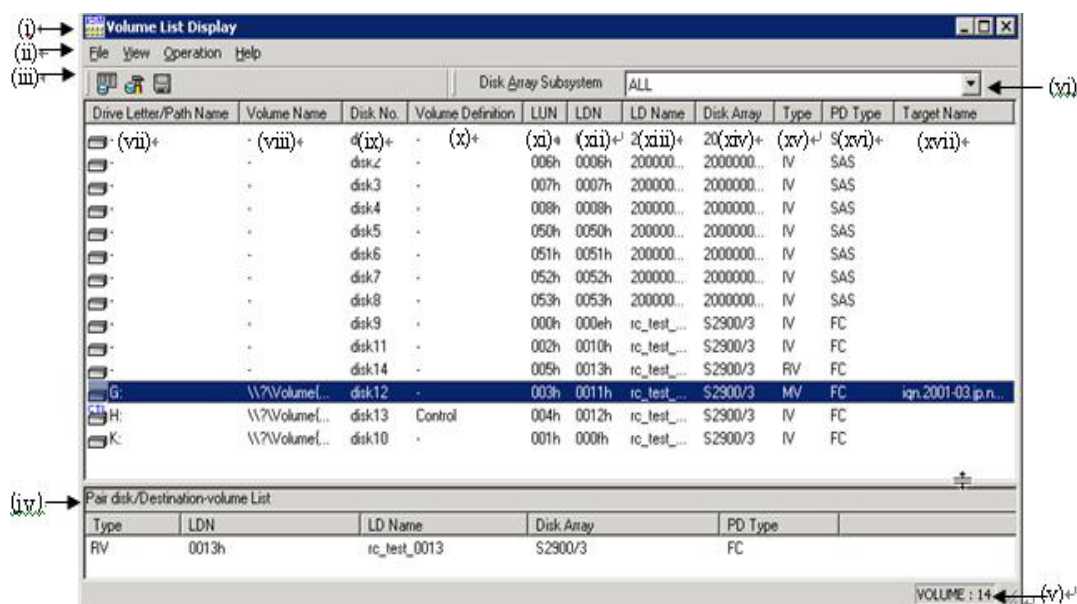 (i) Volume List Display
(ii) File View Operation Help
(iii) Disk Array Subsystem ALL (vi)
Drive Letter/Path Name Volume Name Disk No. Volume Definition LUN LDN LD Name Disk Array Type PD Type Target Name
- (vii) - (viii) (ix) - (x) (xi) (xii) (xiii) (xiv) (xv) (xvi) (xvii)
- - disk2 - 006h 0006h 200000... 2000000... IV SAS
- - disk3 - 007h 0007h 200000... 2000000... IV SAS
- - disk4 - 008h 0008h 200000... 2000000... IV SAS
- - disk5 - 050h 0050h 200000... 2000000... IV SAS
- - disk6 - 051h 0051h 200000... 2000000... IV SAS
- - disk7 - 052h 0052h 200000... 2000000... IV SAS
- - disk8 - 053h 0053h 200000... 2000000... IV SAS
- - disk9 - 000h 000eh rc_test_... S2900/3 IV FC
- - disk11 - 002h 0010h rc_test_... S2900/3 IV FC
- - disk14 - 005h 0013h rc_test_... S2900/3 RV FC
G: \\?\Volume{... disk12 - 003h 0011h rc_test_... S2900/3 MV FC iqn.2001-03.jp.n...
H: \\?\Volume{... disk13 Control 004h 0012h rc_test_... S2900/3 IV FC
K: \\?\Volume{... disk10 - 001h 000fh rc_test_... S2900/3 IV FC
(iv) Pair disk/Destination-volume List
Type LDN LD Name Disk Array PD Type
RV 0013h rc_test_0013 S2900/3 FC
VOLUME : 14 (v)